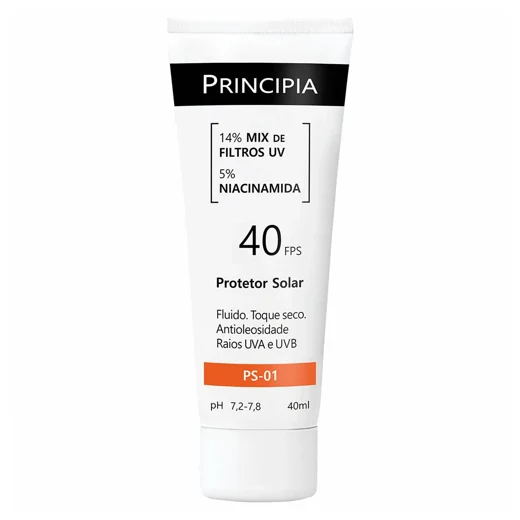 PRINCIPIA
14% MIX DE
FILTROS UV
5%
NIACINAMIDA
40 FPS
Protetor Solar
Fluido. Toque seco.
Antioleosidade
Raios UVA e UVB
PS-01
pH 7,2-7,8 40ml